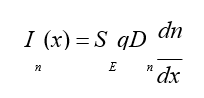 I n (x) = S E qD n dn/dx